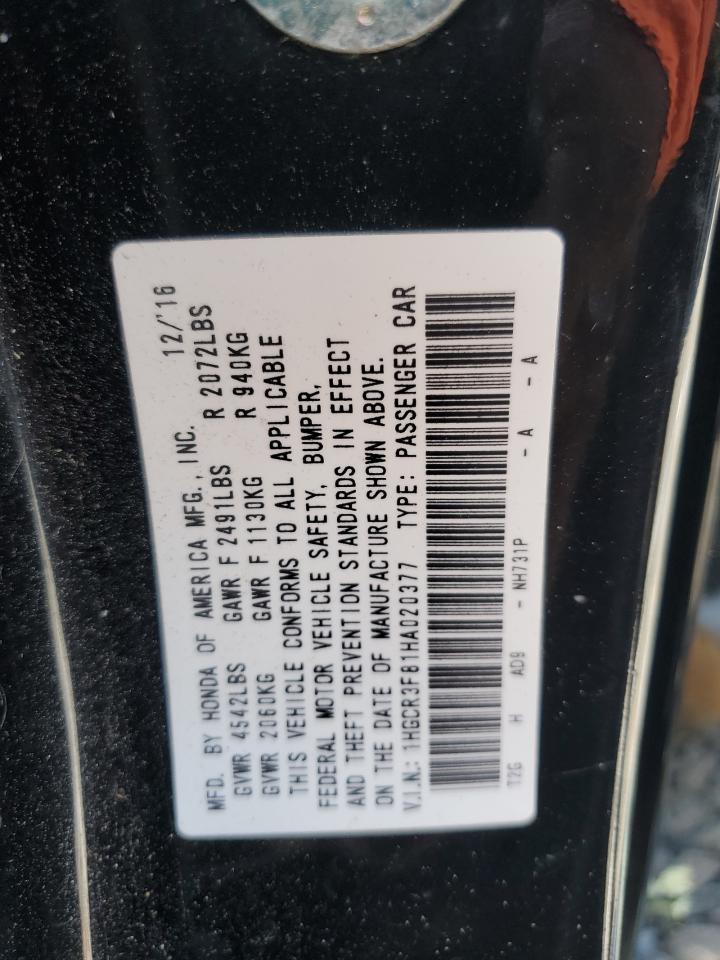 MFD. BY HONDA OF AMERICA MFG., INC. 12/'16
GVWR 4542LBS GAWR F 2491LBS R 2072LBS
GVWR 2060KG GAWR F 1130KG R 940KG
THIS VEHICLE CONFORMS TO ALL APPLICABLE
FEDERAL MOTOR VEHICLE SAFETY, BUMPER,
AND THEFT PREVENTION STANDARDS IN EFFECT
ON THE DATE OF MANUFACTURE SHOWN ABOVE.
V.I.N.: 1HGCR3F81HA020377 TYPE: PASSENGER CAR
T2G H AD9 - NH731P - A - A